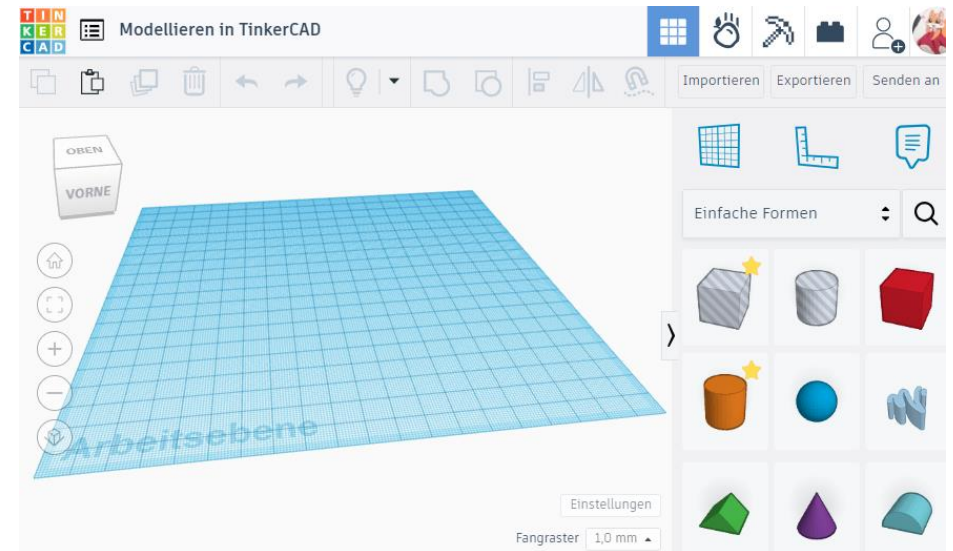 TIN
KER
CAD
Modellieren in TinkerCAD
Importieren
Exportieren
Senden an
OBEN
VORNE
Einfache Formen
Arbeitsebene
Einstellungen
Fangraster 1,0 mm